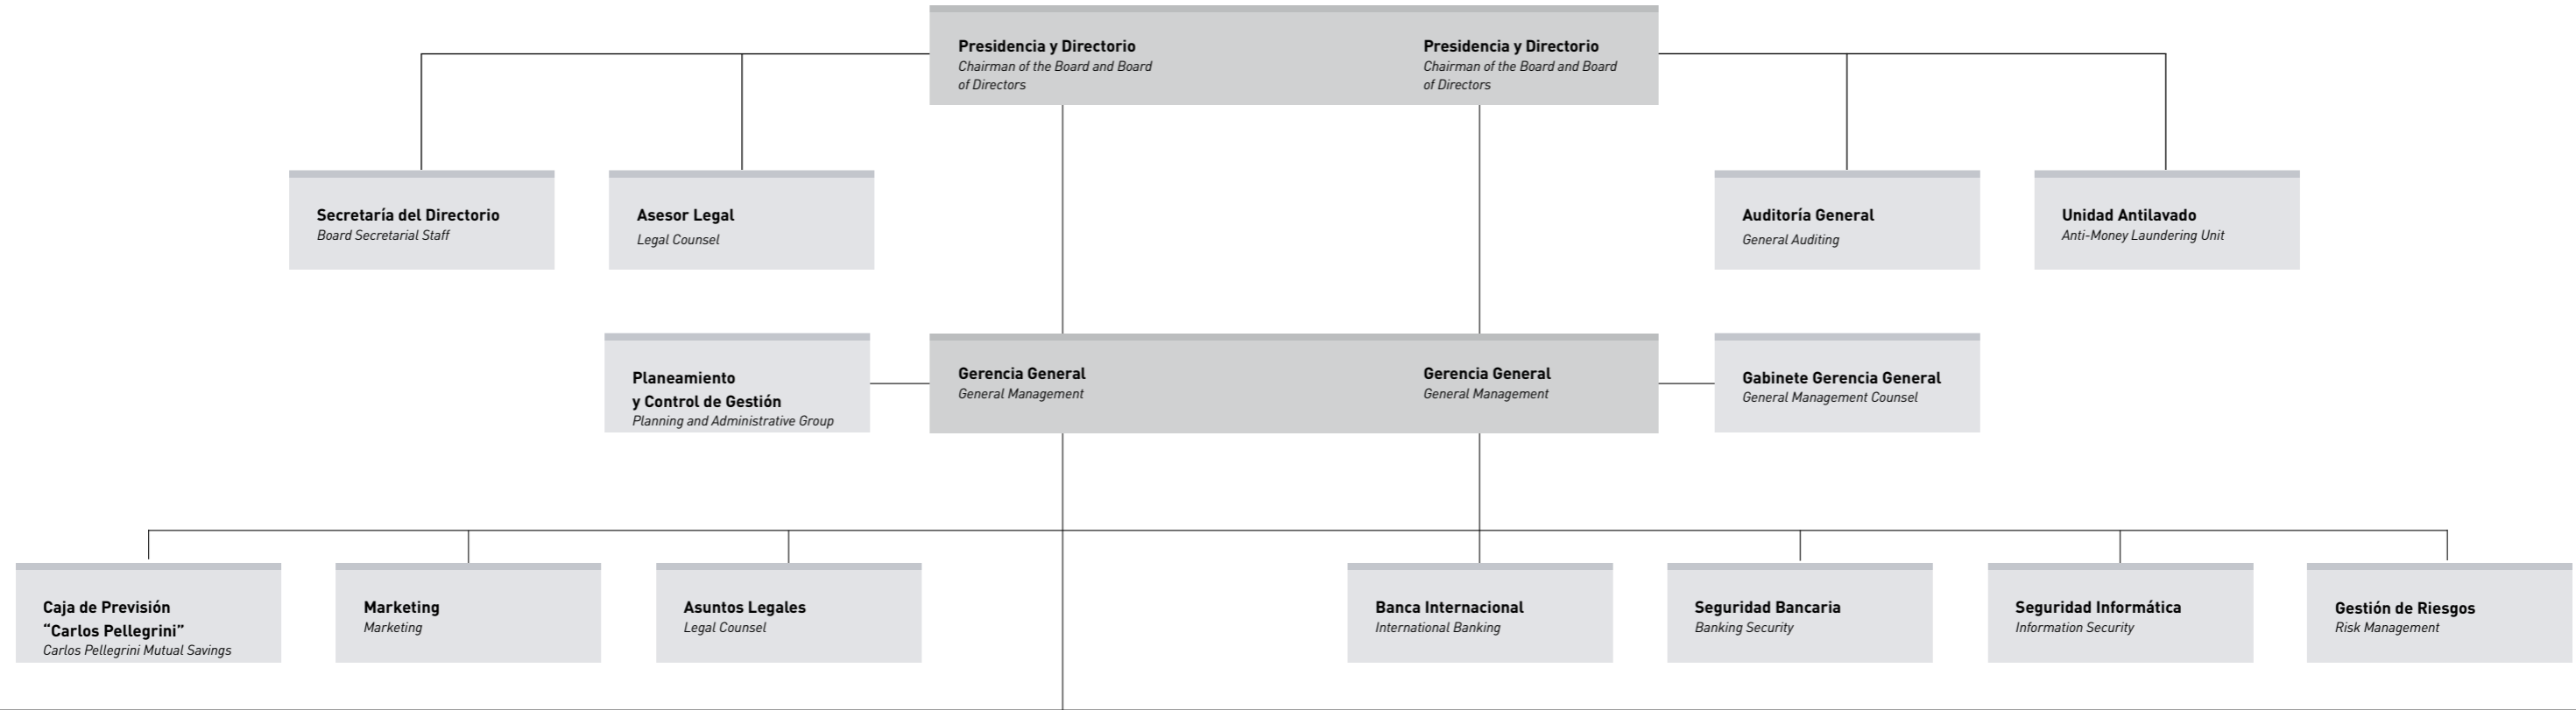 Presidencia y Directorio
Chairman of the Board and Board
of Directors
Presidencia y Directorio
Chairman of the Board and Board
of Directors
Secretaría del Directorio
Board Secretarial Staff
Asesor Legal
Legal Counsel
Auditoría General
General Auditing
Unidad Antilavado
Anti-Money Laundering Unit
Planeamiento
y Control de Gestión
Planning and Administrative Group
Gerencia General
General Management
Gerencia General
General Management
Gabinete Gerencia General
General Management Counsel
Caja de Previsión
“Carlos Pellegrini”
Carlos Pellegrini Mutual Savings
Marketing
Marketing
Asuntos Legales
Legal Counsel
Banca Internacional
International Banking
Seguridad Bancaria
Banking Security
Seguridad Informática
Information Security
Gestión de Riesgos
Risk Management